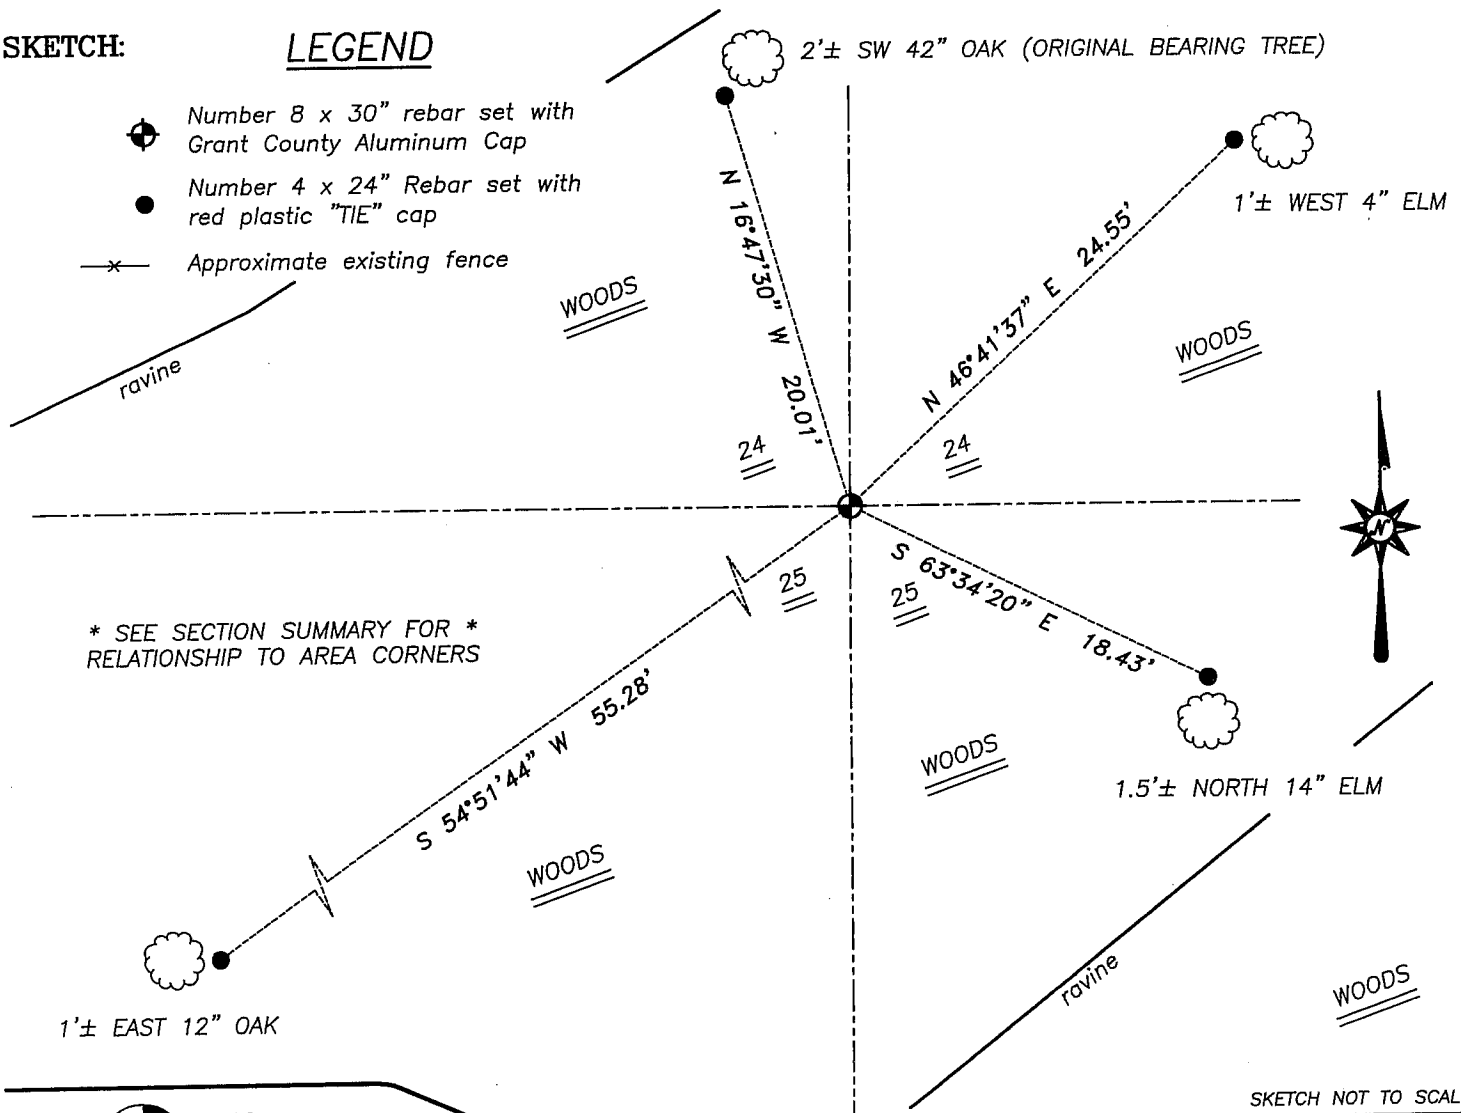 SKETCH:
LEGEND
Number 8 x 30" rebar set with
Grant County Aluminum Cap
Number 4 x 24" Rebar set with
red plastic "TIE" cap
Approximate existing fence
2'± SW 42" OAK (ORIGINAL BEARING TREE)
1'± WEST 4" ELM
N 16°47'30" W 20.01'
N 46°41'37" E 24.55'
WOODS
WOODS
ravine
24
24
N
S 63°34'20" E 18.43'
25
25
* SEE SECTION SUMMARY FOR *
RELATIONSHIP TO AREA CORNERS
S 54°51'44" W 55.28'
WOODS
1.5'± NORTH 14" ELM
WOODS
ravine
WOODS
1'± EAST 12" OAK
SKETCH NOT TO SCAL